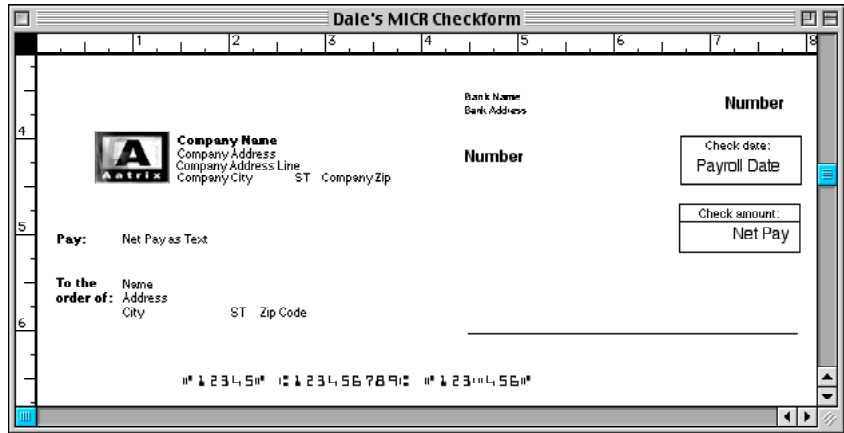 Dale's MICR Checkform
1 2 3 4 5 6 7 8
Bank Name
Bank Address
Number
4
Aatrix
Company Name
Company Address
Company Address Line
Company City ST Company Zip
Number
Check date:
Payroll Date
Check amount:
Net Pay
5
Pay: Net Pay as Text
To the order of:
Name
Address
City ST Zip Code
6
⑈12345⑈ ⑆123456789⑆ ⑈123⑉456⑈